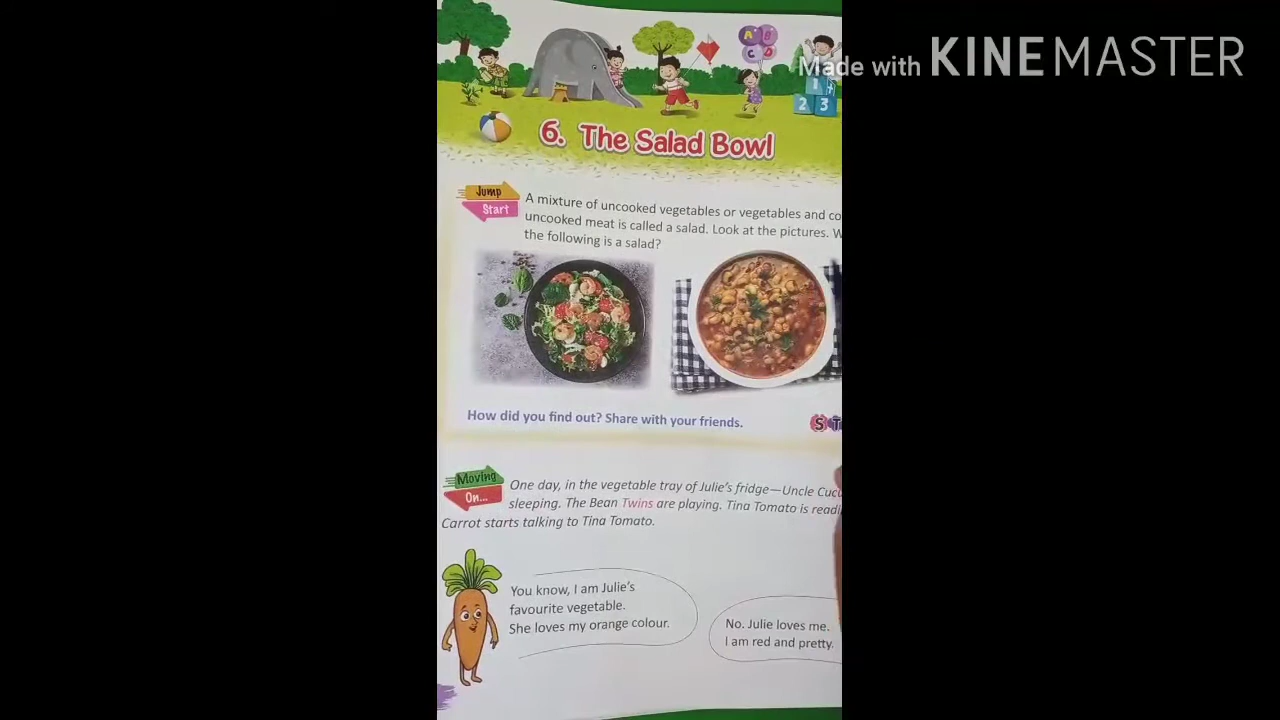 Made with KINEMASTER
A B
C D
1
2 3
6. The Salad Bowl
Jump
Start
A mixture of uncooked vegetables or vegetables and co
uncooked meat is called a salad. Look at the pictures. W
the following is a salad?
How did you find out? Share with your friends.
S T
Moving
On...
One day, in the vegetable tray of Julie's fridge—Uncle Cucu
sleeping. The Bean Twins are playing. Tina Tomato is readi
Carrot starts talking to Tina Tomato.
You know, I am Julie's
favourite vegetable.
She loves my orange colour.
No. Julie loves me.
I am red and pretty.